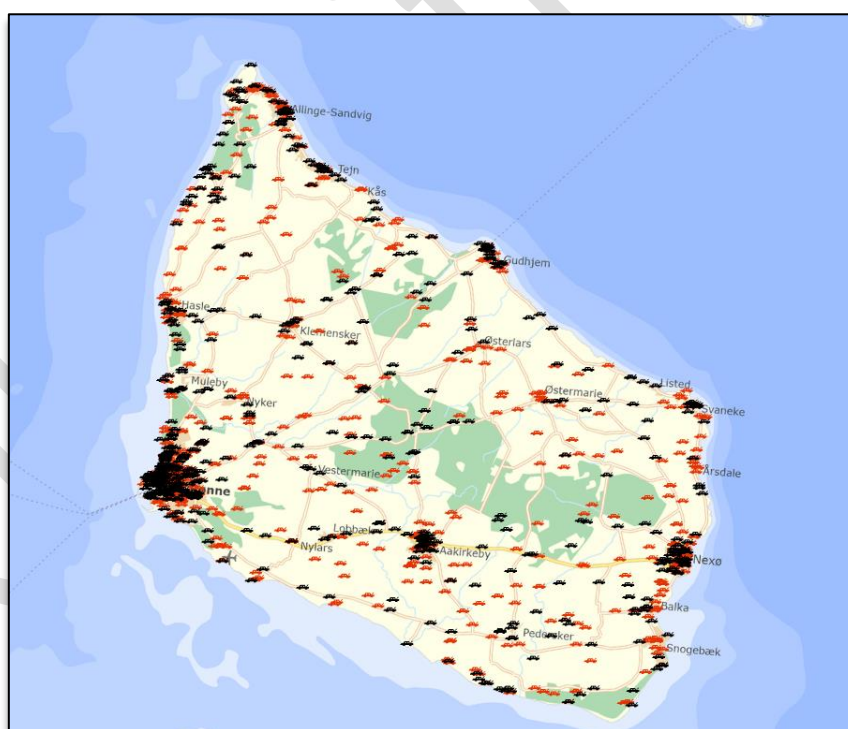 Allinge-Sandvig
Tejn
Kås
Gudhjem
Hasle
Klemensker
Østerlars
Muleby
Listed
Østermarie
Nyker
Svaneke
Vestermarie
Årsdale
Lobbæk
Nylars
Aakirkeby
Nexø
Balka
Pedersker
Snogebæk